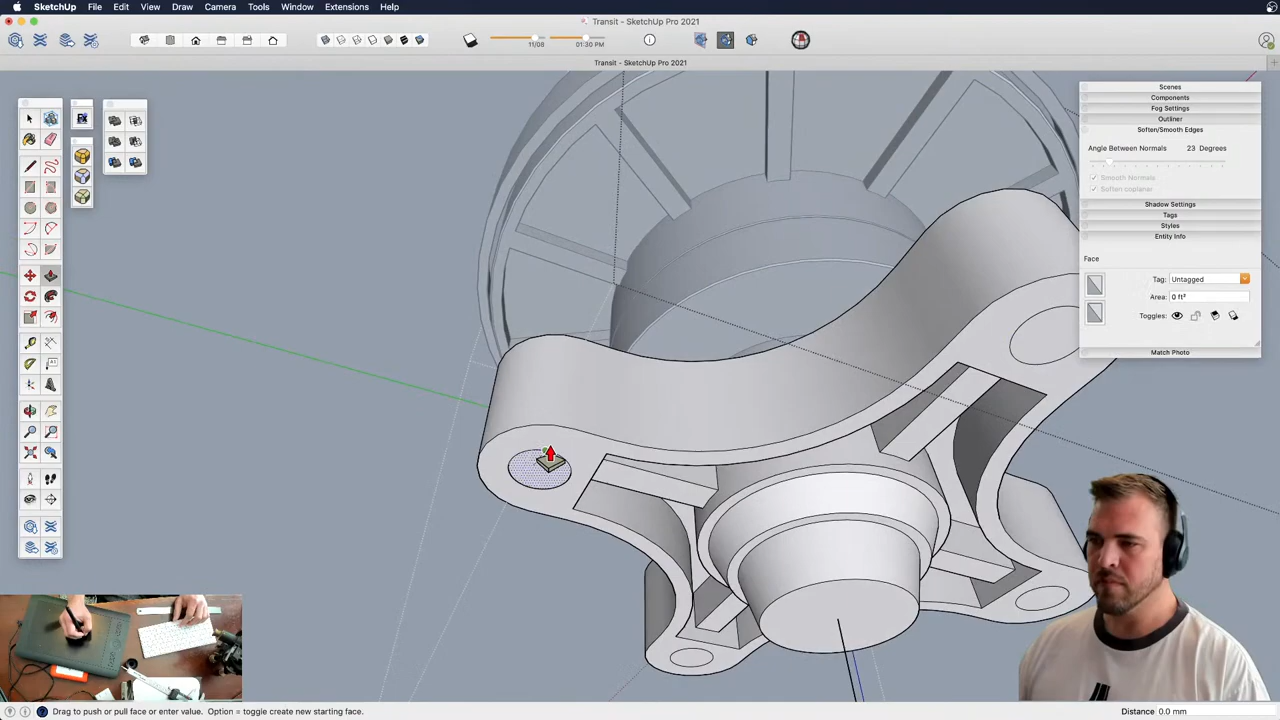 SketchUp File Edit View Draw Camera Tools Window Extensions Help
Transit - SketchUp Pro 2021
11/08 01:30 PM
Transit - SketchUp Pro 2021
Scenes
Components
Fog Settings
Outliner
Soften/Smooth Edges
Angle Between Normals 23 Degrees
Smooth Normals
Soften coplanar
Shadow Settings
Tags
Styles
Entity Info
Face
Tag: Untagged
Area: 0 ft²
Toggles:
Match Photo
Drag to push or pull face or enter value. Option = toggle create new starting face.
Distance 0.0 mm